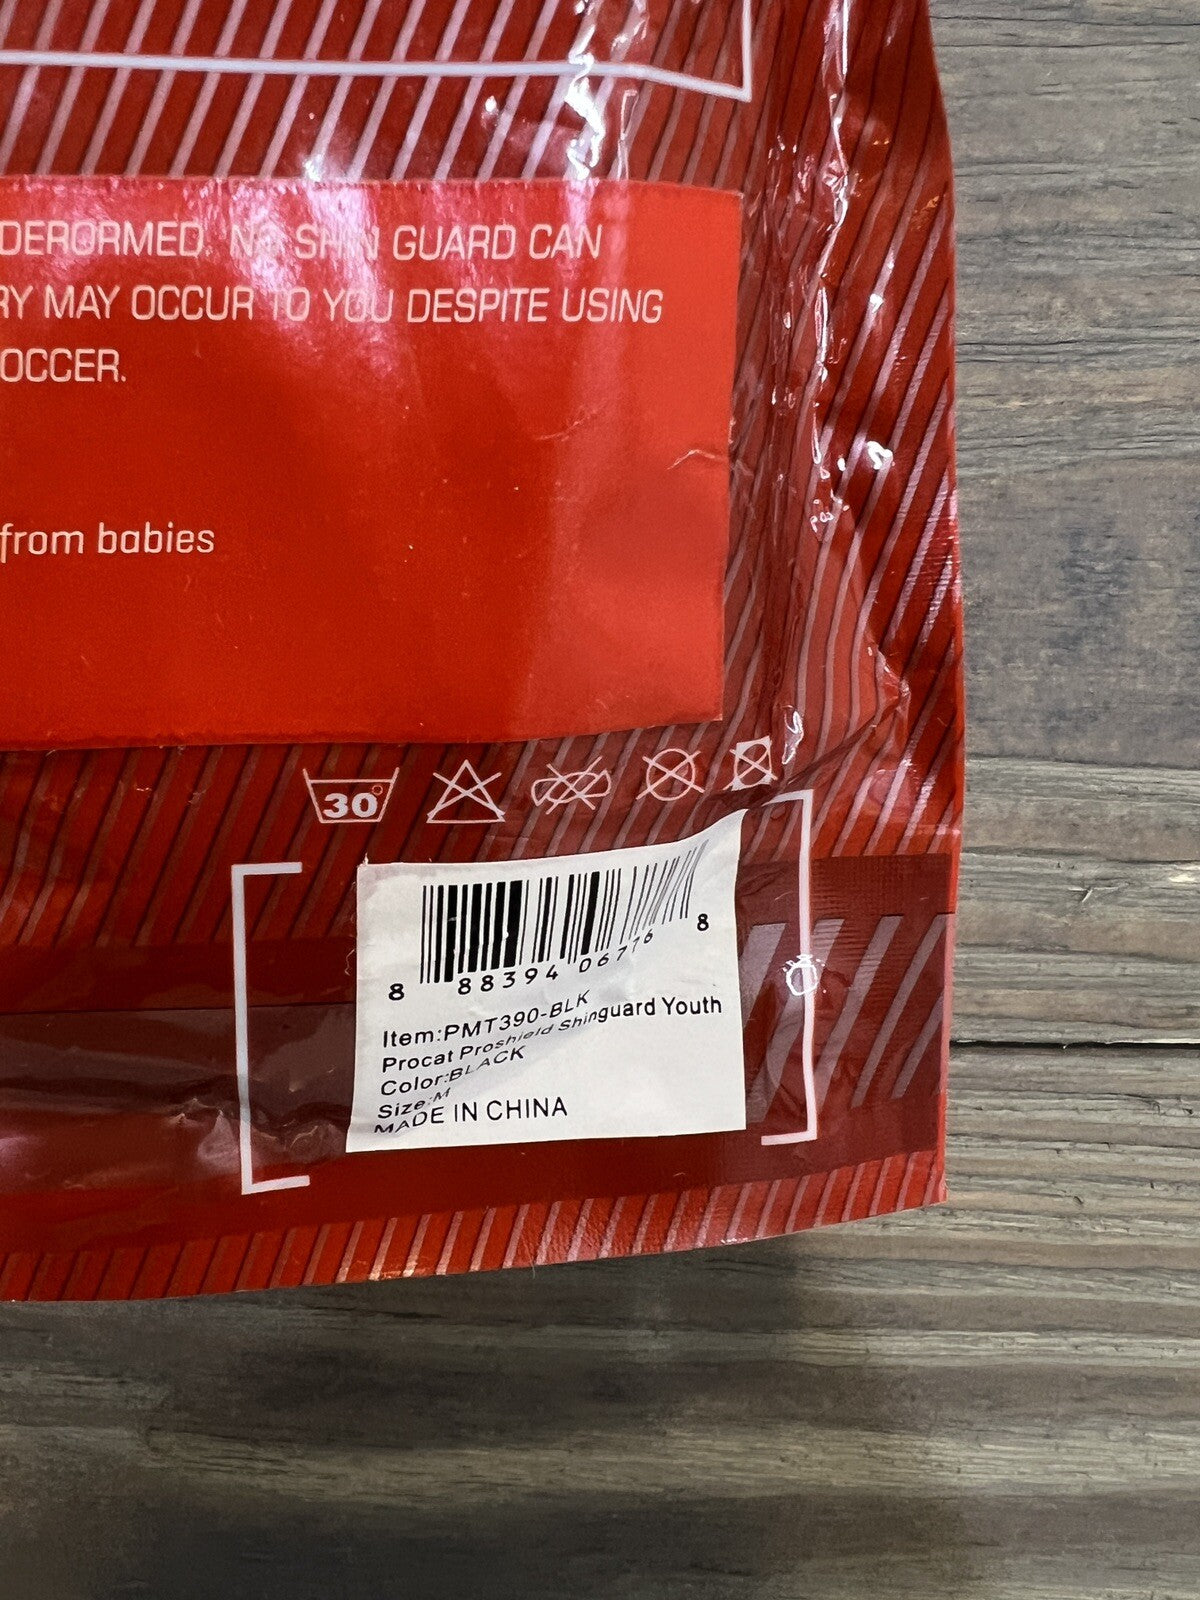 DERORMED. NO SHIN GUARD CAN
RY MAY OCCUR TO YOU DESPITE USING
OCCER.
from babies
30°
8 88394 06776 8
Item:PMT390-BLK
Procat Proshield Shinguard Youth
Color:BLACK
Size:M
MADE IN CHINA